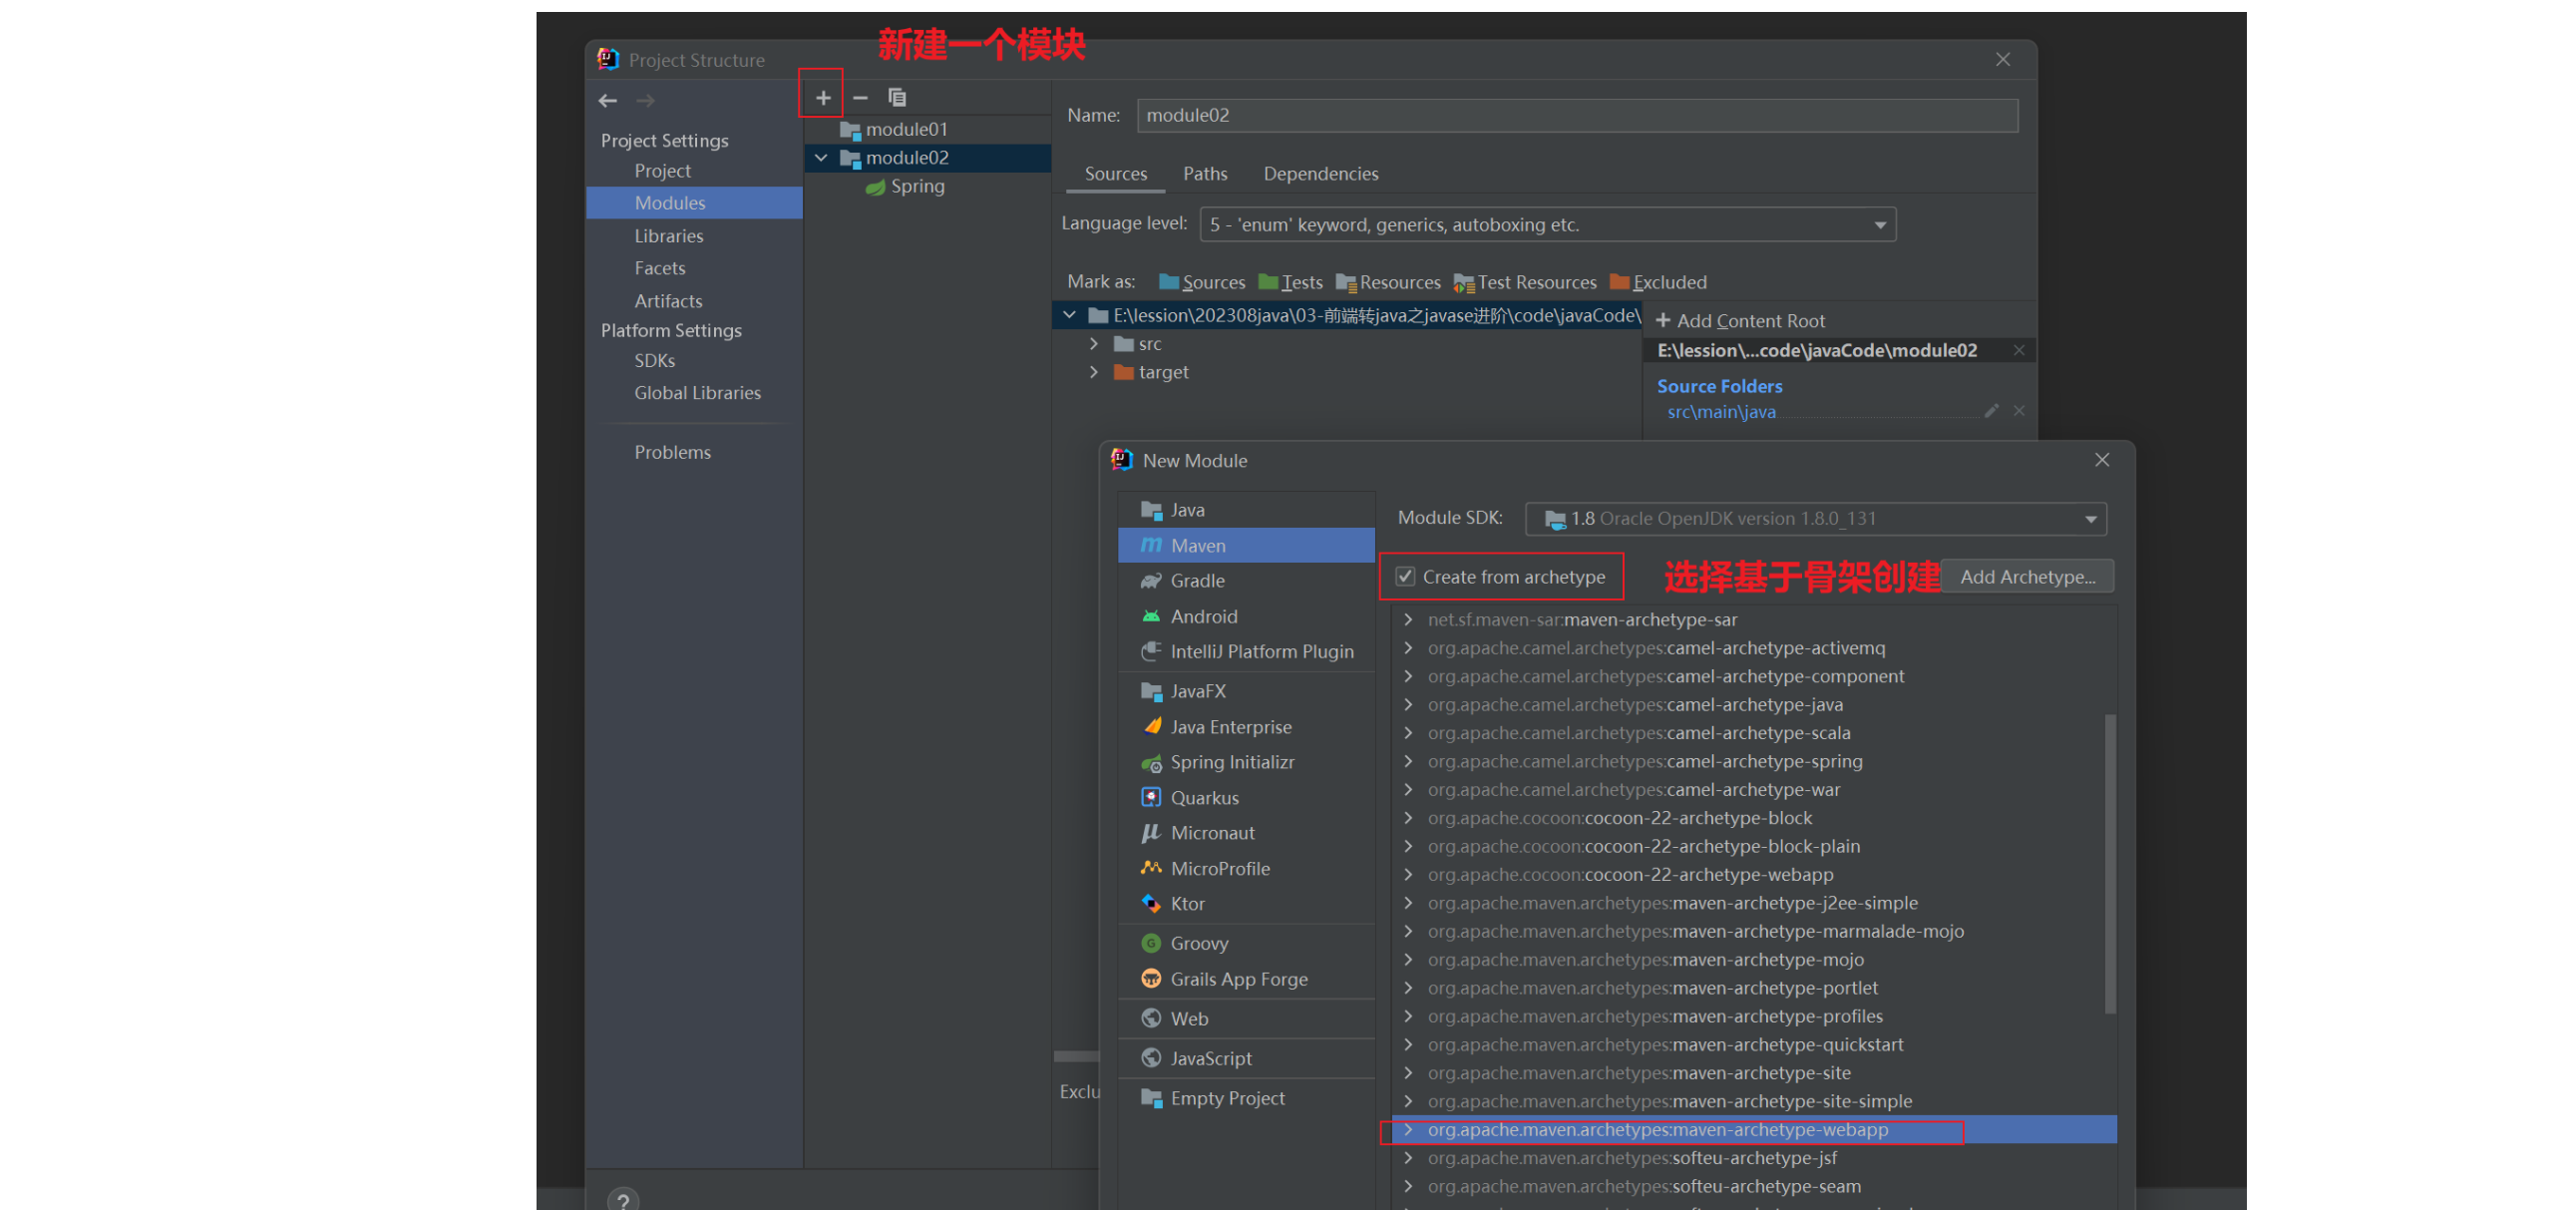 新建一个模块
Project Structure
Project Settings
Project
Modules
Libraries
Facets
Artifacts
Platform Settings
SDKs
Global Libraries
Problems
module01
module02
Spring
Name: module02
Sources Paths Dependencies
Language level: 5 - 'enum' keyword, generics, autoboxing etc.
Mark as: Sources Tests Resources Test Resources Excluded
E:\lession\202308java\03-前端转java之javase进阶\code\javaCode\
src
target
+ Add Content Root
E:\lession\...code\javaCode\module02
Source Folders
src\main\java
Exclu
?
New Module
Java
Maven
Gradle
Android
IntelliJ Platform Plugin
JavaFX
Java Enterprise
Spring Initializr
Quarkus
Micronaut
MicroProfile
Ktor
Groovy
Grails App Forge
Web
JavaScript
Empty Project
Module SDK: 1.8 Oracle OpenJDK version 1.8.0_131
Create from archetype 选择基于骨架创建 Add Archetype...
net.sf.maven-sar:maven-archetype-sar
org.apache.camel.archetypes:camel-archetype-activemq
org.apache.camel.archetypes:camel-archetype-component
org.apache.camel.archetypes:camel-archetype-java
org.apache.camel.archetypes:camel-archetype-scala
org.apache.camel.archetypes:camel-archetype-spring
org.apache.camel.archetypes:camel-archetype-war
org.apache.cocoon:cocoon-22-archetype-block
org.apache.cocoon:cocoon-22-archetype-block-plain
org.apache.cocoon:cocoon-22-archetype-webapp
org.apache.maven.archetypes:maven-archetype-j2ee-simple
org.apache.maven.archetypes:maven-archetype-marmalade-mojo
org.apache.maven.archetypes:maven-archetype-mojo
org.apache.maven.archetypes:maven-archetype-portlet
org.apache.maven.archetypes:maven-archetype-profiles
org.apache.maven.archetypes:maven-archetype-quickstart
org.apache.maven.archetypes:maven-archetype-site
org.apache.maven.archetypes:maven-archetype-site-simple
org.apache.maven.archetypes:maven-archetype-webapp
org.apache.maven.archetypes:softeu-archetype-jsf
org.apache.maven.archetypes:softeu-archetype-seam